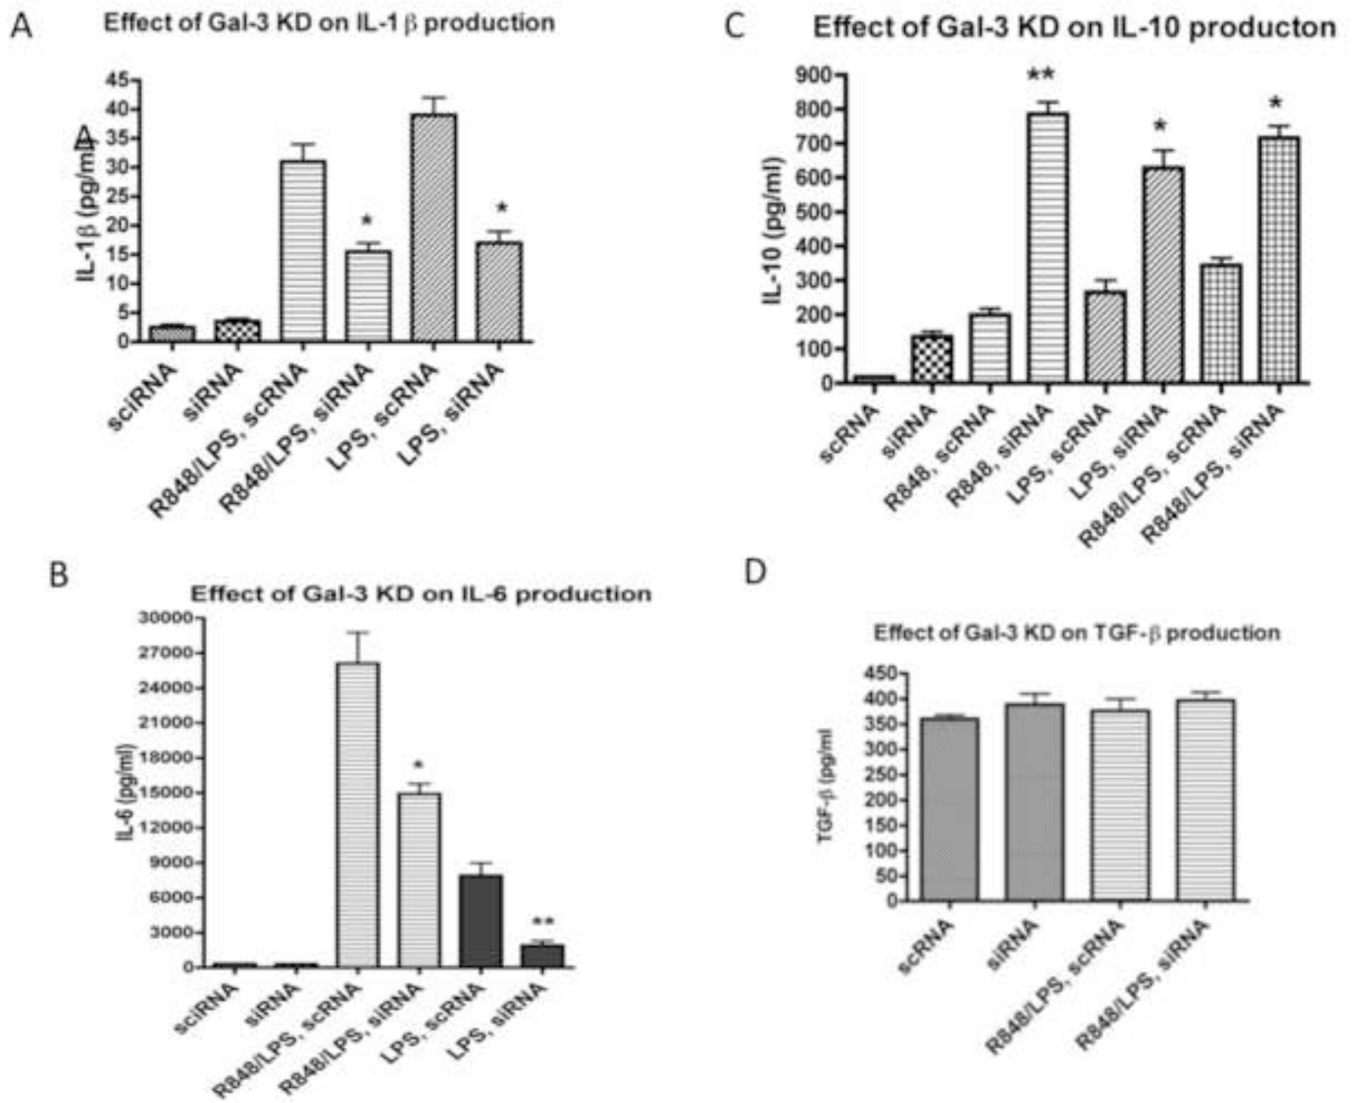 A
Effect of Gal-3 KD on IL-1 β production
A
IL-1β (pg/ml)
45
40
35
30
25
20
15
10
5
0
*
*
sciRNA
siRNA
R848/LPS, scRNA
R848/LPS, siRNA
LPS, scRNA
LPS, siRNA
C
Effect of Gal-3 KD on IL-10 producton
IL-10 (pg/ml)
900
800
700
600
500
400
300
200
100
0
**
*
*
scRNA
siRNA
R848, scRNA
R848, siRNA
LPS, scRNA
LPS, siRNA
R848/LPS, scRNA
R848/LPS, siRNA
B
Effect of Gal-3 KD on IL-6 production
IL-6 (pg/ml)
30000
27000
24000
21000
18000
15000
12000
9000
6000
3000
0
*
**
sciRNA
siRNA
R848/LPS, scRNA
R848/LPS, siRNA
LPS, scRNA
LPS, siRNA
D
Effect of Gal-3 KD on TGF-β production
TGF-β (pg/ml
450
400
350
300
250
200
150
100
50
0
scRNA
siRNA
R848/LPS, scRNA
R848/LPS, siRNA